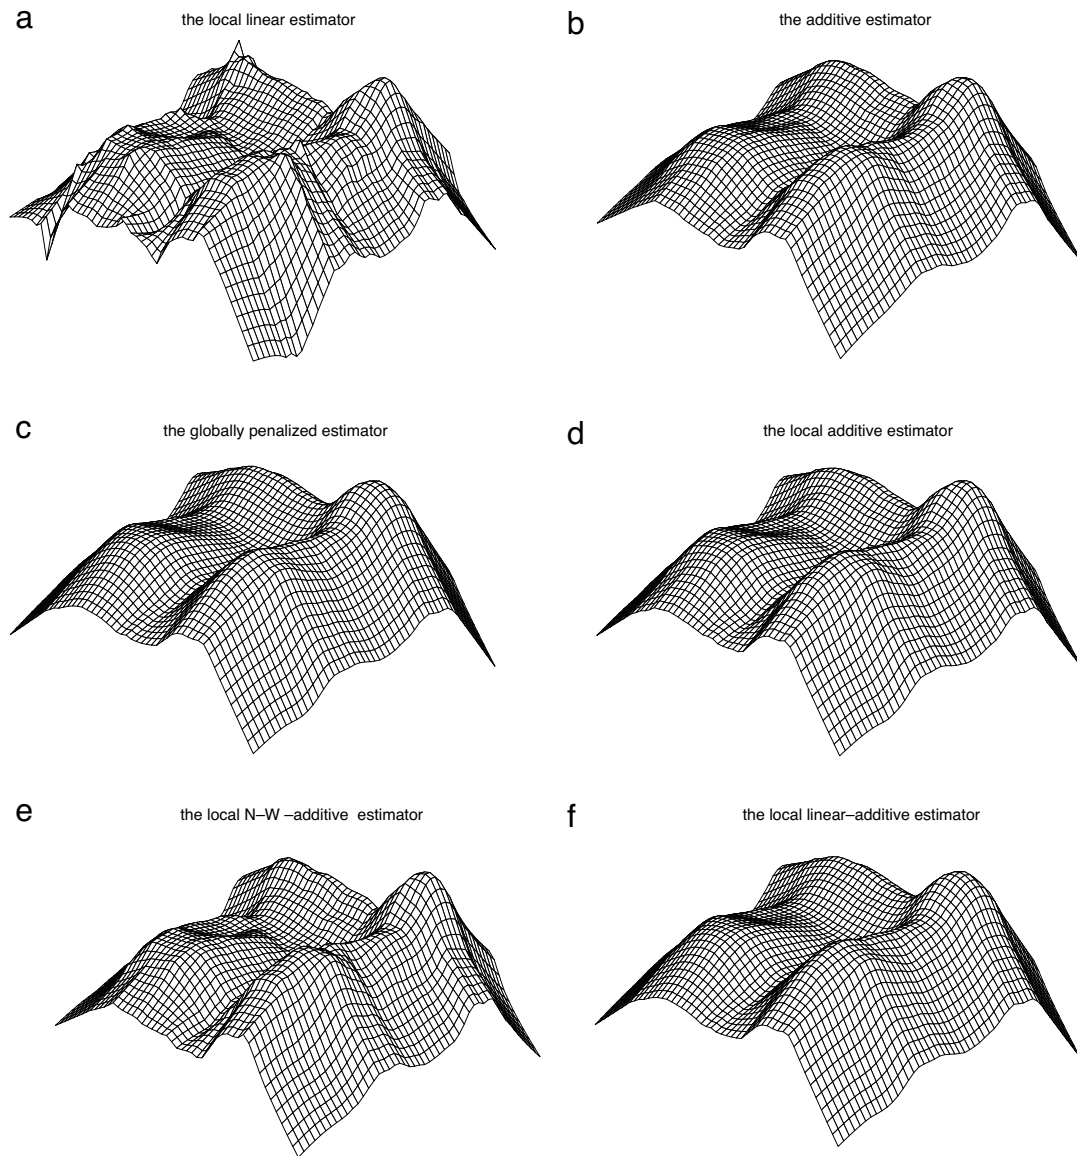 a
the local linear estimator
b
the additive estimator
c
the globally penalized estimator
d
the local additive estimator
e
the local N–W –additive estimator
f
the local linear–additive estimator